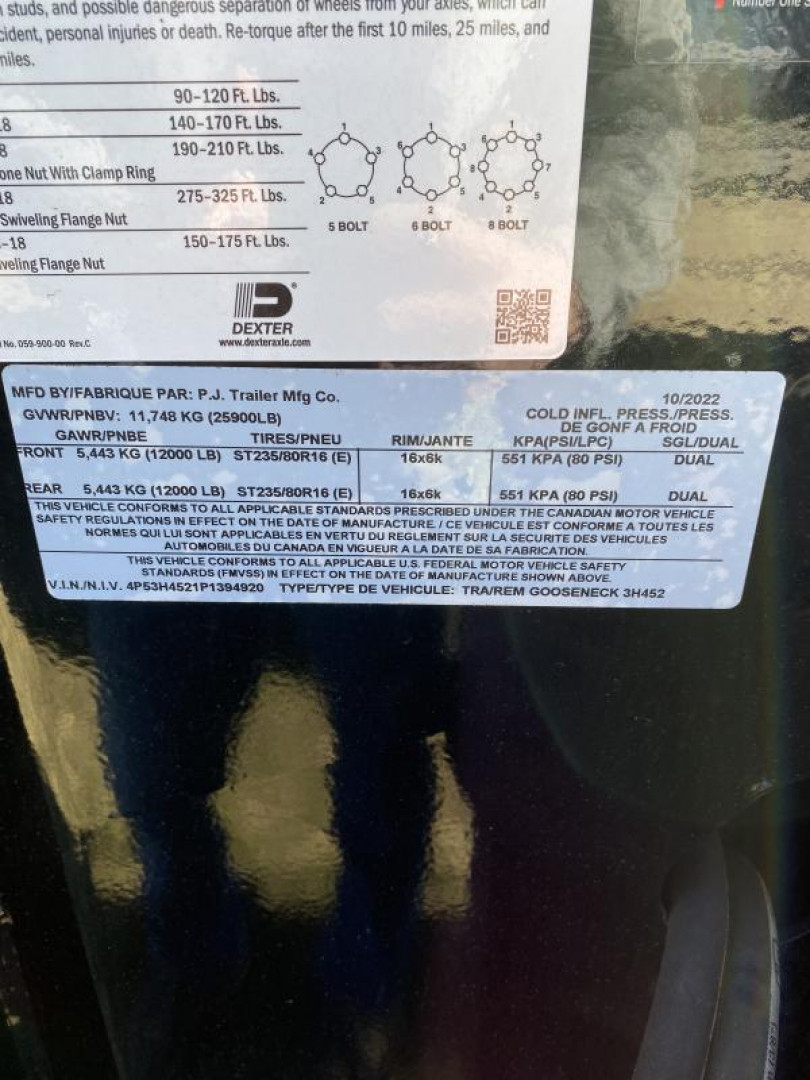 studs, and possible dangerous separation of wheels from your axles, which can
cident, personal injuries or death. Re-torque after the first 10 miles, 25 miles, and
miles.
90-120 Ft. Lbs.
8 140-170 Ft. Lbs.
8 190-210 Ft. Lbs.
one Nut With Clamp Ring
18 275-325 Ft. Lbs.
Swiveling Flange Nut
-18 150-175 Ft. Lbs.
veling Flange Nut
1
4 3
2 5
5 BOLT
1
6 3
4 5
2
6 BOLT
1
6 3
8 7
4 5
2
8 BOLT
DEXTER
www.dexteraxle.com
No. 059-900-00 Rev.C
Number One
MFD BY/FABRIQUE PAR: P.J. Trailer Mfg Co. 10/2022
GVWR/PNBV: 11,748 KG (25900LB) COLD INFL. PRESS./PRESS.
DE GONF A FROID
GAWR/PNBE TIRES/PNEU RIM/JANTE KPA(PSI/LPC) SGL/DUAL
FRONT 5,443 KG (12000 LB) ST235/80R16 (E) 16x6k 551 KPA (80 PSI) DUAL
REAR 5,443 KG (12000 LB) ST235/80R16 (E) 16x6k 551 KPA (80 PSI) DUAL
THIS VEHICLE CONFORMS TO ALL APPLICABLE STANDARDS PRESCRIBED UNDER THE CANADIAN MOTOR VEHICLE
SAFETY REGULATIONS IN EFFECT ON THE DATE OF MANUFACTURE. / CE VEHICULE EST CONFORME A TOUTES LES
NORMES QUI LUI SONT APPLICABLES EN VERTU DU REGLEMENT SUR LA SECURITE DES VEHICULES
AUTOMOBILES DU CANADA EN VIGUEUR A LA DATE DE SA FABRICATION.
THIS VEHICLE CONFORMS TO ALL APPLICABLE U.S. FEDERAL MOTOR VEHICLE SAFETY
STANDARDS (FMVSS) IN EFFECT ON THE DATE OF MANUFACTURE SHOWN ABOVE.
V.I.N./N.I.V. 4P53H4521P1394920 TYPE/TYPE DE VEHICULE: TRA/REM GOOSENECK 3H452